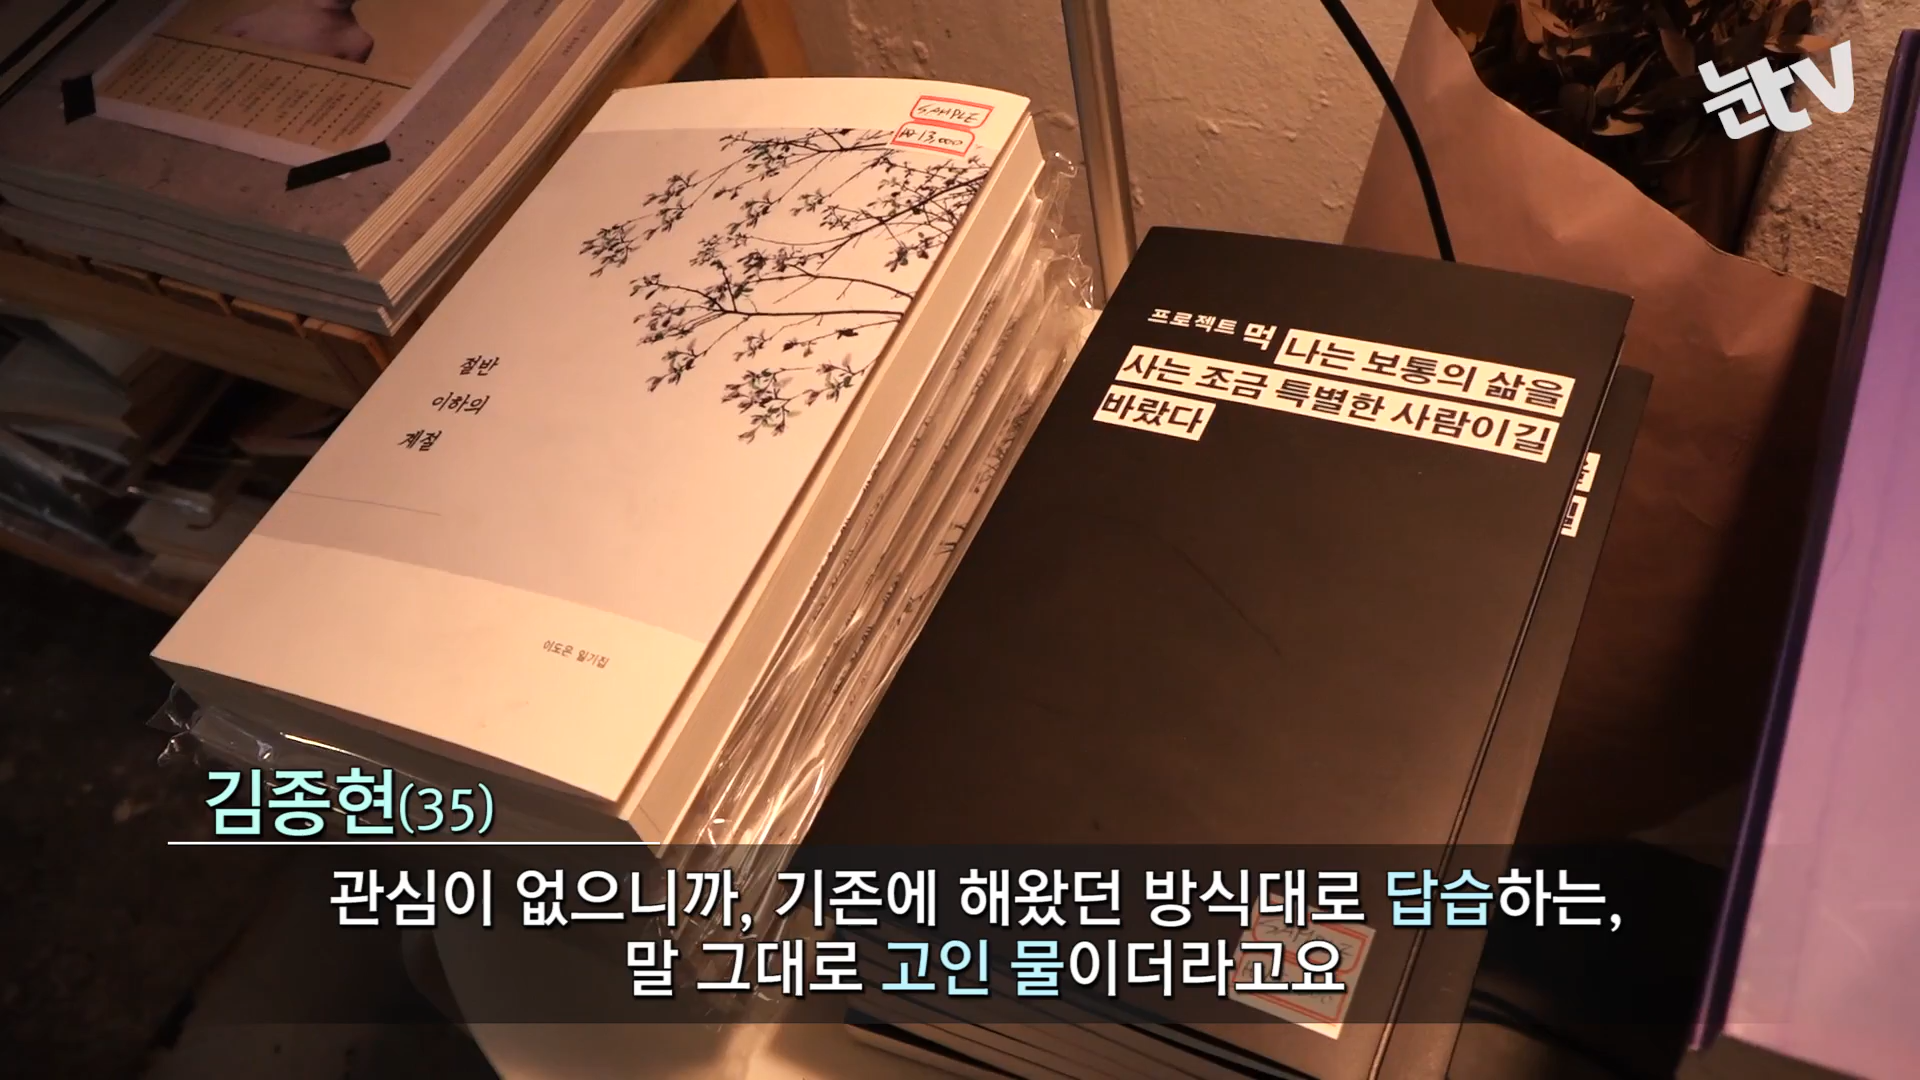 눈tv
SAMPLE
₩13,000
절반
이하의
계절
이도은 일기집
프로젝트 먹 나는 보통의 삶을
사는 조금 특별한 사람이길
바랐다
김종현(35)
관심이 없으니까, 기존에 해왔던 방식대로 답습하는,
말 그대로 고인 물이더라고요